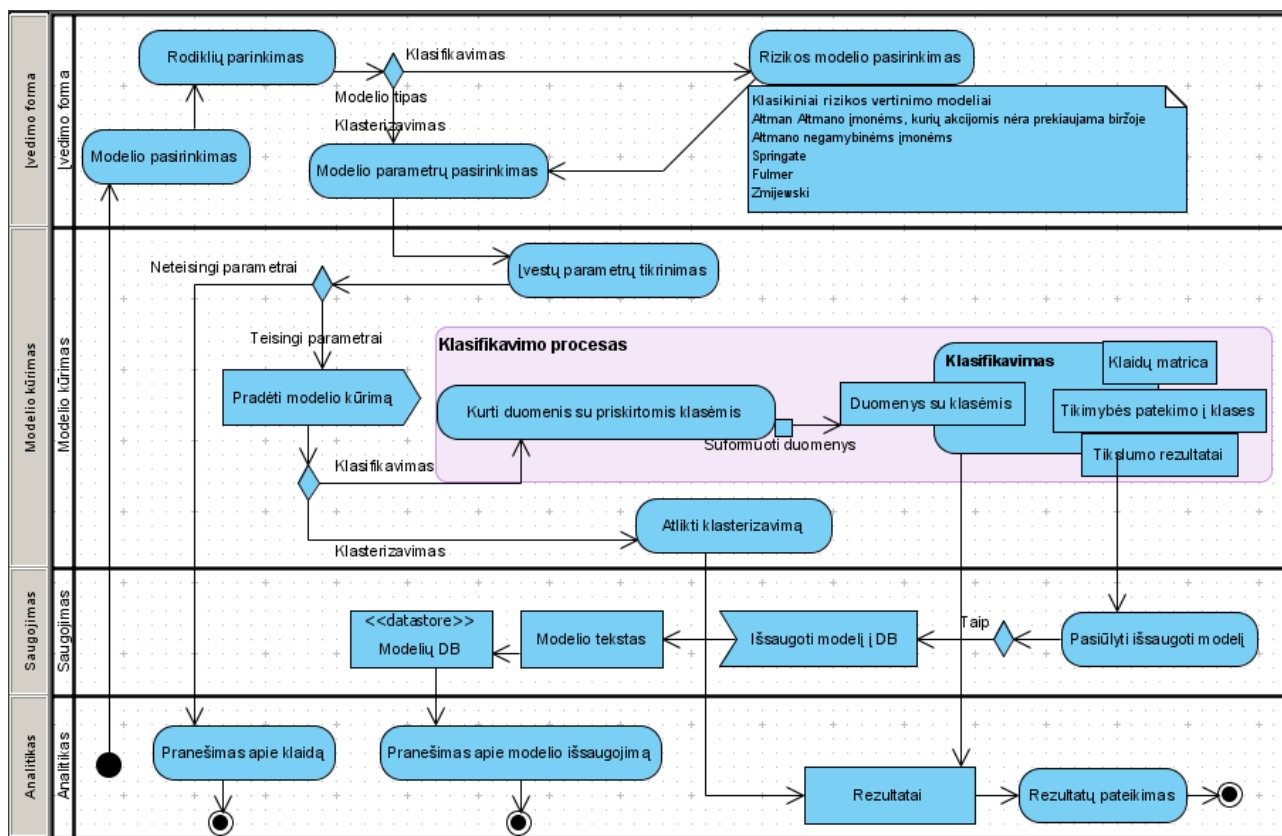 Įvedimo forma
Įvedimo forma
Rodiklių parinkimas
Klasifikavimas
Rizikos modelio pasirinkimas
Modelio tipas
Klasikiniai rizikos vertinimo modeliai
Altman Altmano įmonėms, kurių akcijomis nėra prekiaujama biržoje
Altmano negamybinėms įmonėms
Springate
Fulmer
Zmijewski
Klasterizavimas
Modelio pasirinkimas
Modelio parametrų pasirinkimas
Modelio kūrimas
Modelio kūrimas
Neteisingi parametrai
Įvestų parametrų tikrinimas
Teisingi parametrai
Klasifikavimo procesas
Klasifikavimas
Klaidų matrica
Pradėti modelio kūrimą
Kurti duomenis su priskirtomis klasėmis
Duomenys su klasėmis
Tikimybės patekimo į klases
Suformuoti duomenys
Tikslumo rezultatai
Klasifikavimas
Atlikti klasterizavimą
Klasterizavimas
Saugojimas
Saugojimas
<<datastore>>
Modelių DB
Modelio tekstas
Išsaugoti modelį į DB
Taip
Pasiūlyti išsaugoti modelį
Analitikas
Analitikas
Pranešimas apie klaidą
Pranešimas apie modelio išsaugojimą
Rezultatai
Rezultatų pateikimas